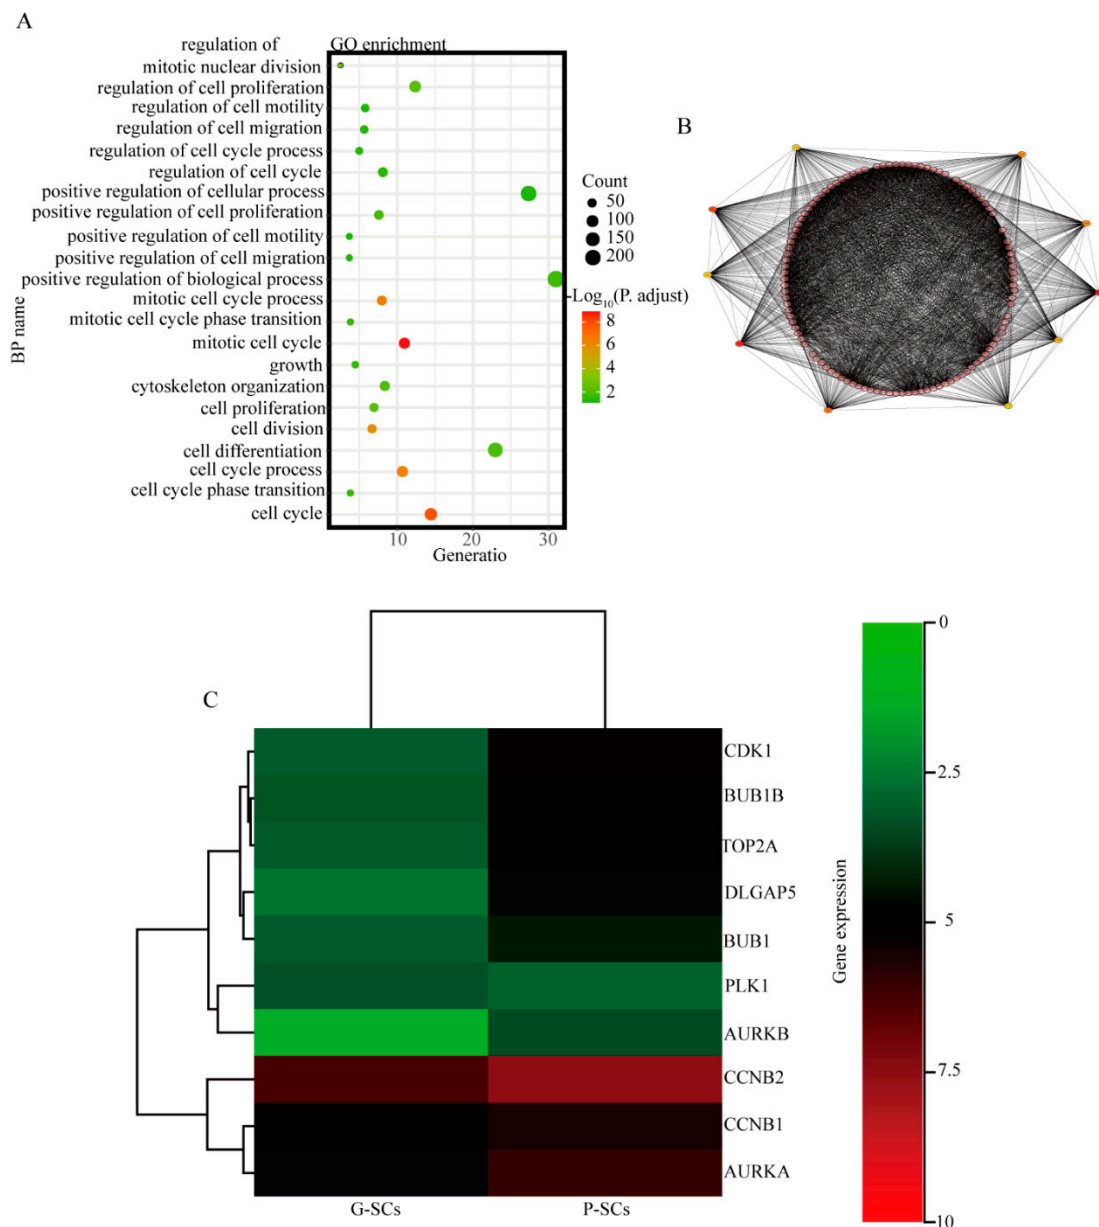 A
regulation of
GO enrichment
mitotic nuclear division
regulation of cell proliferation
regulation of cell motility
regulation of cell migration
regulation of cell cycle process
regulation of cell cycle
positive regulation of cellular process
positive regulation of cell proliferation
positive regulation of cell motility
positive regulation of cell migration
positive regulation of biological process
mitotic cell cycle process
mitotic cell cycle phase transition
mitotic cell cycle
growth
cytoskeleton organization
cell proliferation
cell division
cell differentiation
cell cycle process
cell cycle phase transition
cell cycle
BP name
10 20 30
Generatio
Count
50
100
150
200
-Log10(P. adjust)
8
6
4
2
B
C
CDK1
BUB1B
TOP2A
DLGAP5
BUB1
PLK1
AURKB
CCNB2
CCNB1
AURKA
G-SCs P-SCs
Gene expression
0
2.5
5
7.5
10